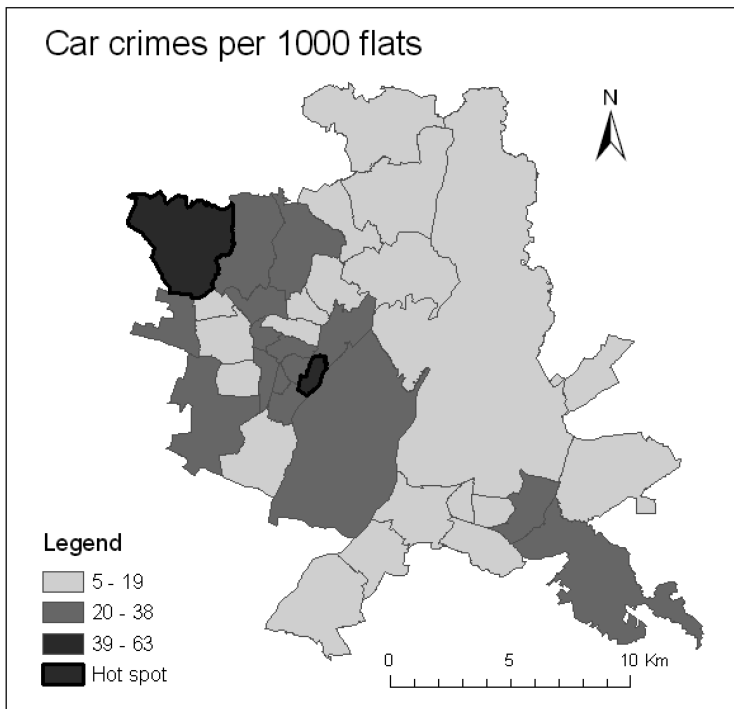 Car crimes per 1000 flats
N
Legend
5 - 19
20 - 38
39 - 63
Hot spot
0 5 10 Km